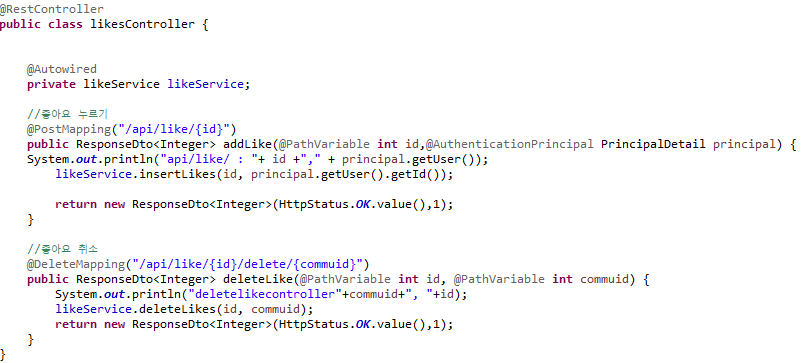 @RestController
public class likesController {
@Autowired
private likeService likeService;
//좋아요 누르기
@PostMapping("/api/like/{id}")
public ResponseDto<Integer> addLike(@PathVariable int id,@AuthenticationPrincipal PrincipalDetail principal) {
System.out.println("api/like/ : "+ id +"," + principal.getUser());
likeService.insertLikes(id, principal.getUser().getId());
return new ResponseDto<Integer>(HttpStatus.OK.value(),1);
}
//좋아요 취소
@DeleteMapping("/api/like/{id}/delete/{commuid}")
public ResponseDto<Integer> deleteLike(@PathVariable int id, @PathVariable int commuid) {
System.out.println("deletelikecontroller"+commuid+", "+id);
likeService.deleteLikes(id, commuid);
return new ResponseDto<Integer>(HttpStatus.OK.value(),1);
}
}